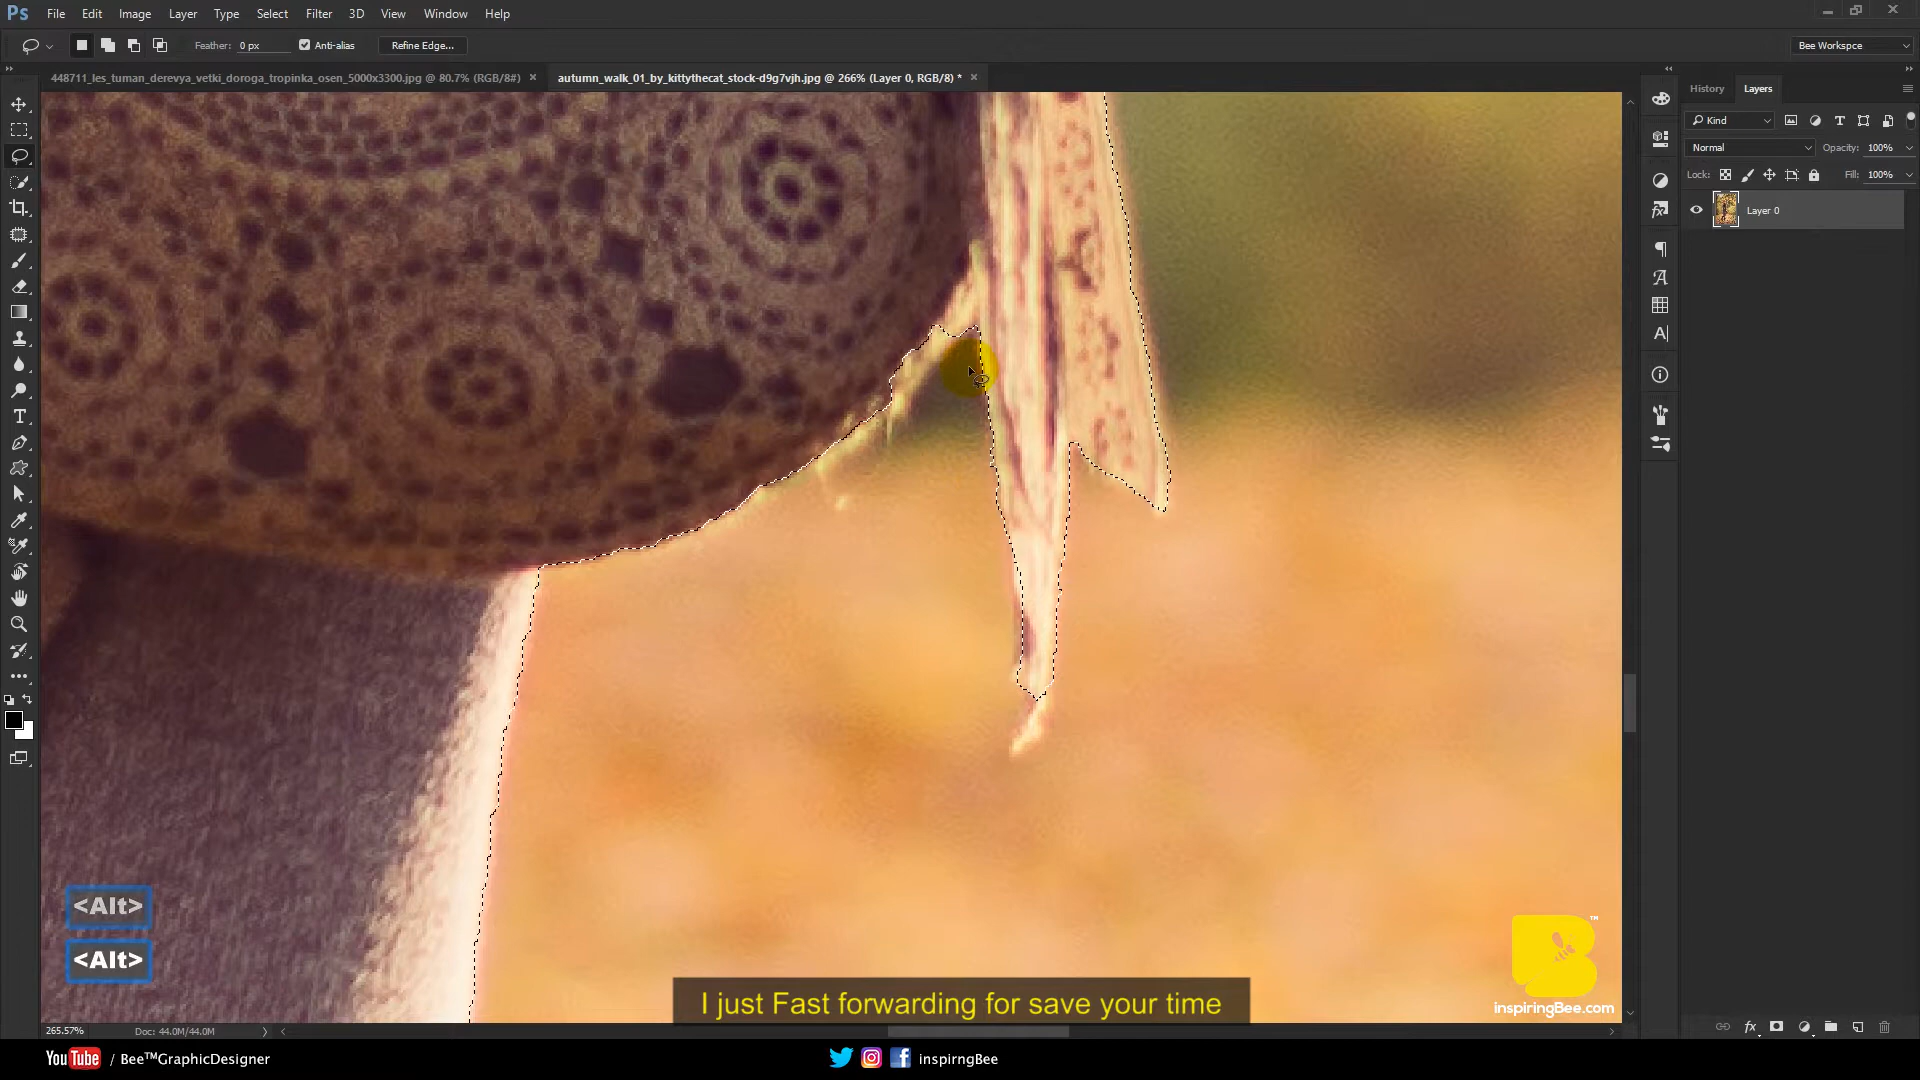 Ps File Edit Image Layer Type Select Filter 3D View Window Help
Feather: 0 px Anti-alias Refine Edge... Bee Workspce
448711_les_tuman_derevya_vetki_doroga_tropinka_osen_5000x3300.jpg @ 80.7% (RGB/8#) × autumn_walk_01_by_kittythecat_stock-d9g7vjh.jpg @ 266% (Layer 0, RGB/8) * ×
History Layers
Kind
Normal Opacity: 100%
Lock: Fill: 100%
Layer 0
<Alt>
<Alt>
™
inspiringBee.com
I just Fast forwarding for save your time
265.57% Doc: 44.0M/44.0M
YouTube / Bee™GraphicDesigner inspirngBee